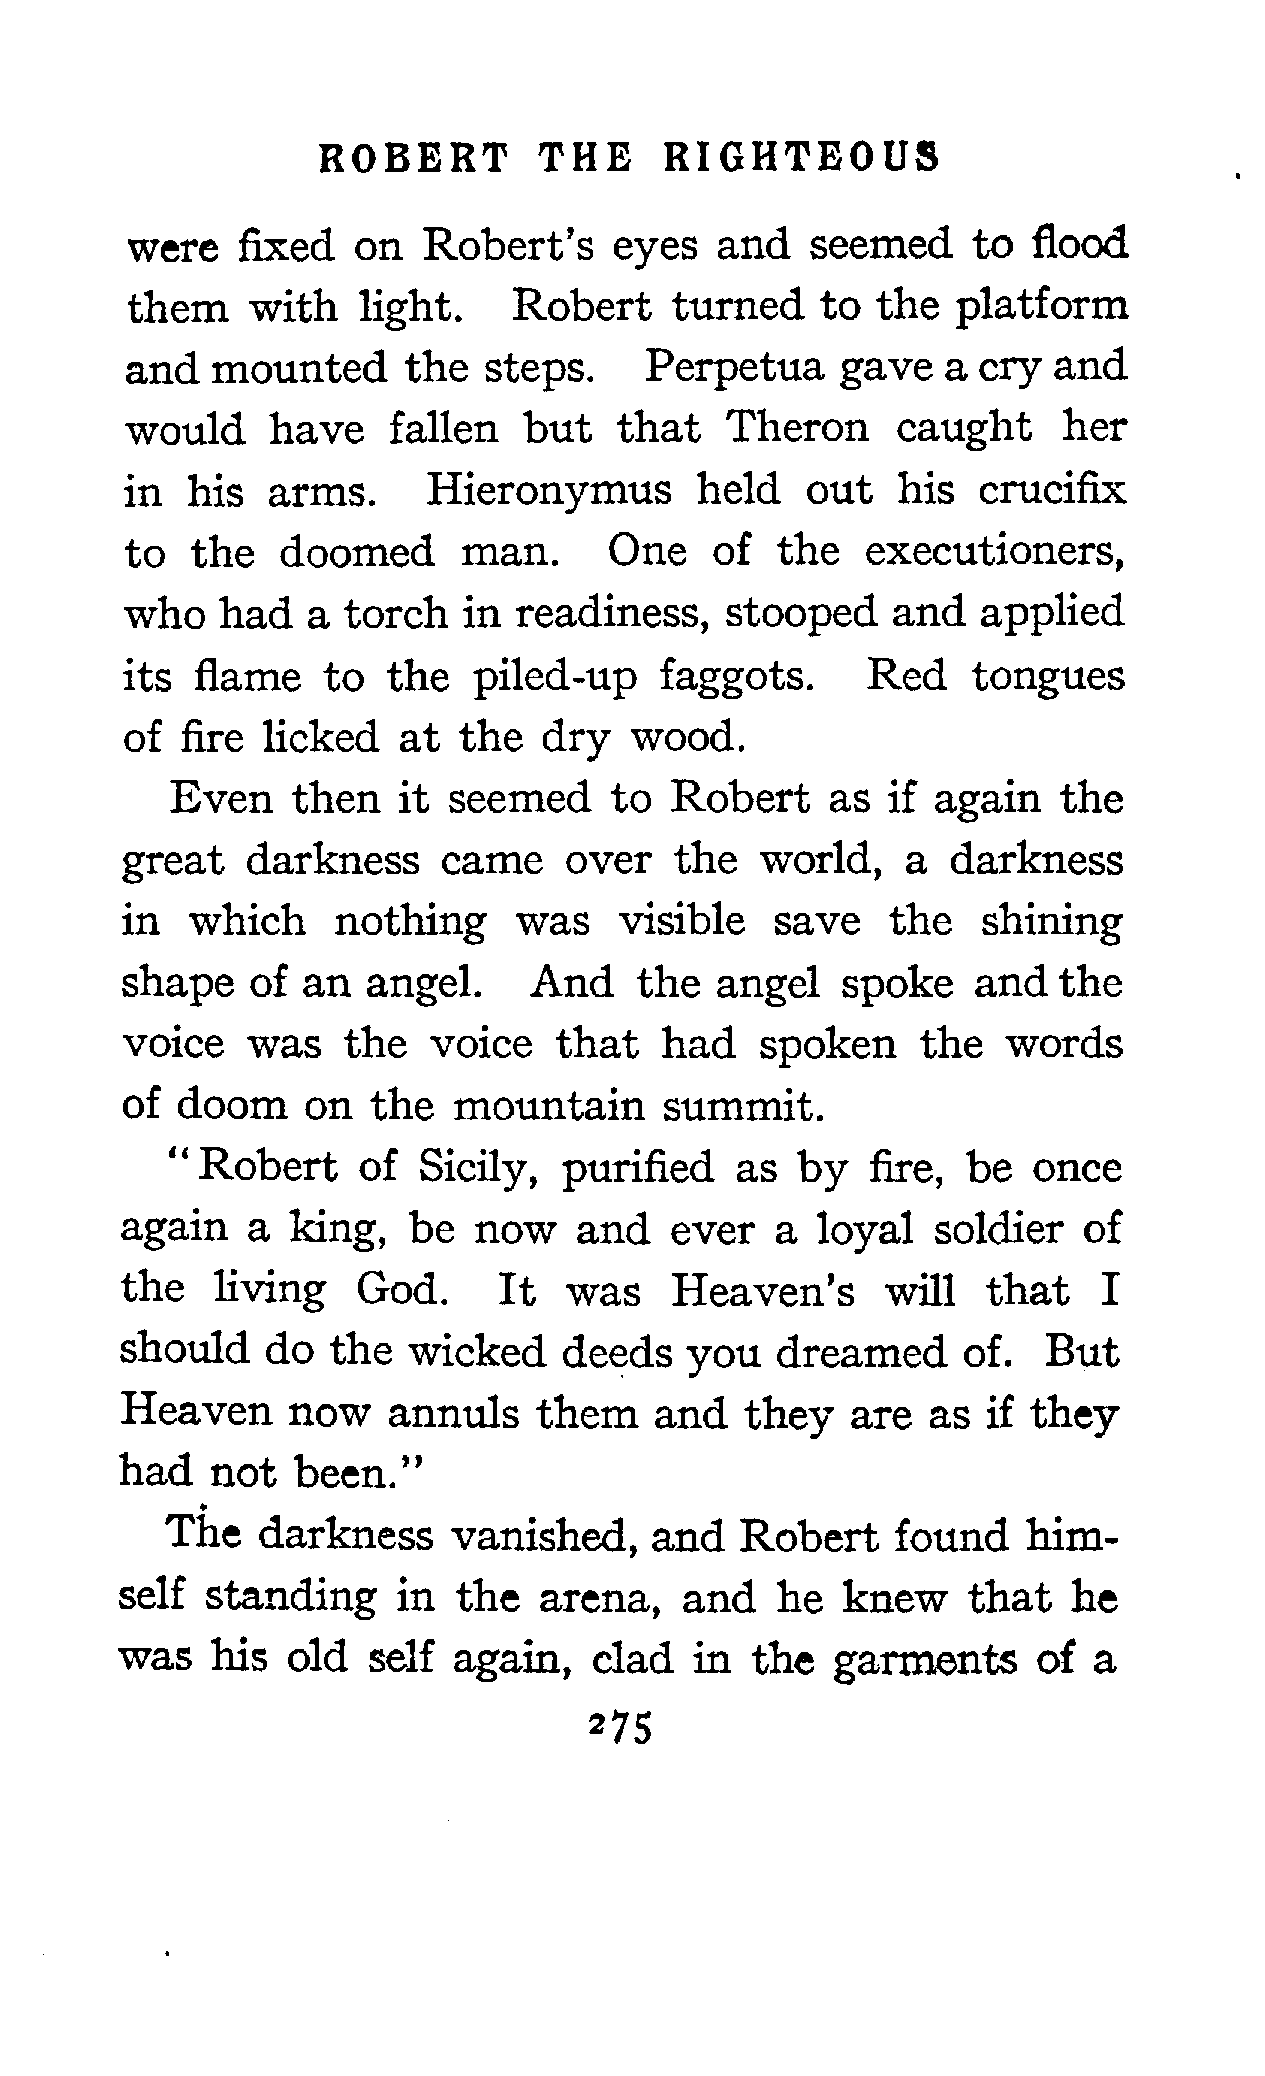 ROBERT THE RIGHTEOUS
were fixed on Robert's eyes and seemed to flood
them with light. Robert turned to the platform
and mounted the steps. Perpetua gave a cry and
would have fallen but that Theron caught her
in his arms. Hieronymus held out his crucifix
to the doomed man. One of the executioners,
who had a torch in readiness, stooped and applied
its flame to the piled-up faggots. Red tongues
of fire licked at the dry wood.
Even then it seemed to Robert as if again the
great darkness came over the world, a darkness
in which nothing was visible save the shining
shape of an angel. And the angel spoke and the
voice was the voice that had spoken the words
of doom on the mountain summit.
"Robert of Sicily, purified as by fire, be once
again a king, be now and ever a loyal soldier of
the living God. It was Heaven's will that I
should do the wicked deeds you dreamed of. But
Heaven now annuls them and they are as if they
had not been."
The darkness vanished, and Robert found him-
self standing in the arena, and he knew that he
was his old self again, clad in the garments of a
275